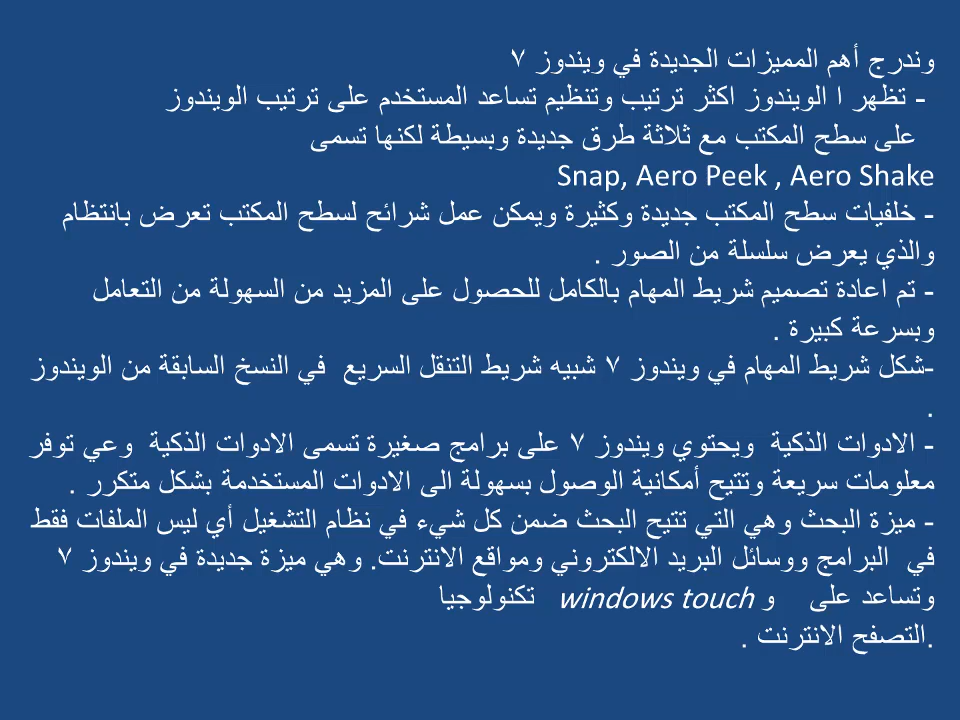 وندرج أهم المميزات الجديدة في ويندوز ٧
- تظهر ا الويندوز اكثر ترتيب وتنظيم تساعد المستخدم على ترتيب الويندوز
على سطح المكتب مع ثلاثة طرق جديدة وبسيطة لكنها تسمى
Snap, Aero Peek , Aero Shake
- خلفيات سطح المكتب جديدة وكثيرة ويمكن عمل شرائح لسطح المكتب تعرض بانتظام
والذي يعرض سلسلة من الصور .
- تم اعادة تصميم شريط المهام بالكامل للحصول على المزيد من السهولة من التعامل
وبسرعة كبيرة .
-شكل شريط المهام في ويندوز ٧ شبيه شريط التنقل السريع في النسخ السابقة من الويندوز
.
- الادوات الذكية ويحتوي ويندوز ٧ على برامج صغيرة تسمى الادوات الذكية وعي توفر
معلومات سريعة وتتيح أمكانية الوصول بسهولة الى الادوات المستخدمة بشكل متكرر .
- ميزة البحث وهي التي تتيح البحث ضمن كل شيء في نظام التشغيل أي ليس الملفات فقط
في البرامج ووسائل البريد الالكتروني ومواقع الانترنت. وهي ميزة جديدة في ويندوز ٧
وتساعد على و windows touch تكنولوجيا
.التصفح الانترنت .